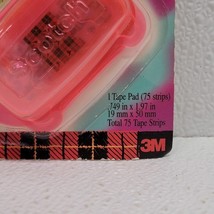 Scotch
1 Tape Pad (75 strips)
.749 in x 1.97 in
19 mm x 50 mm
Total 75 Tape Strips
3M